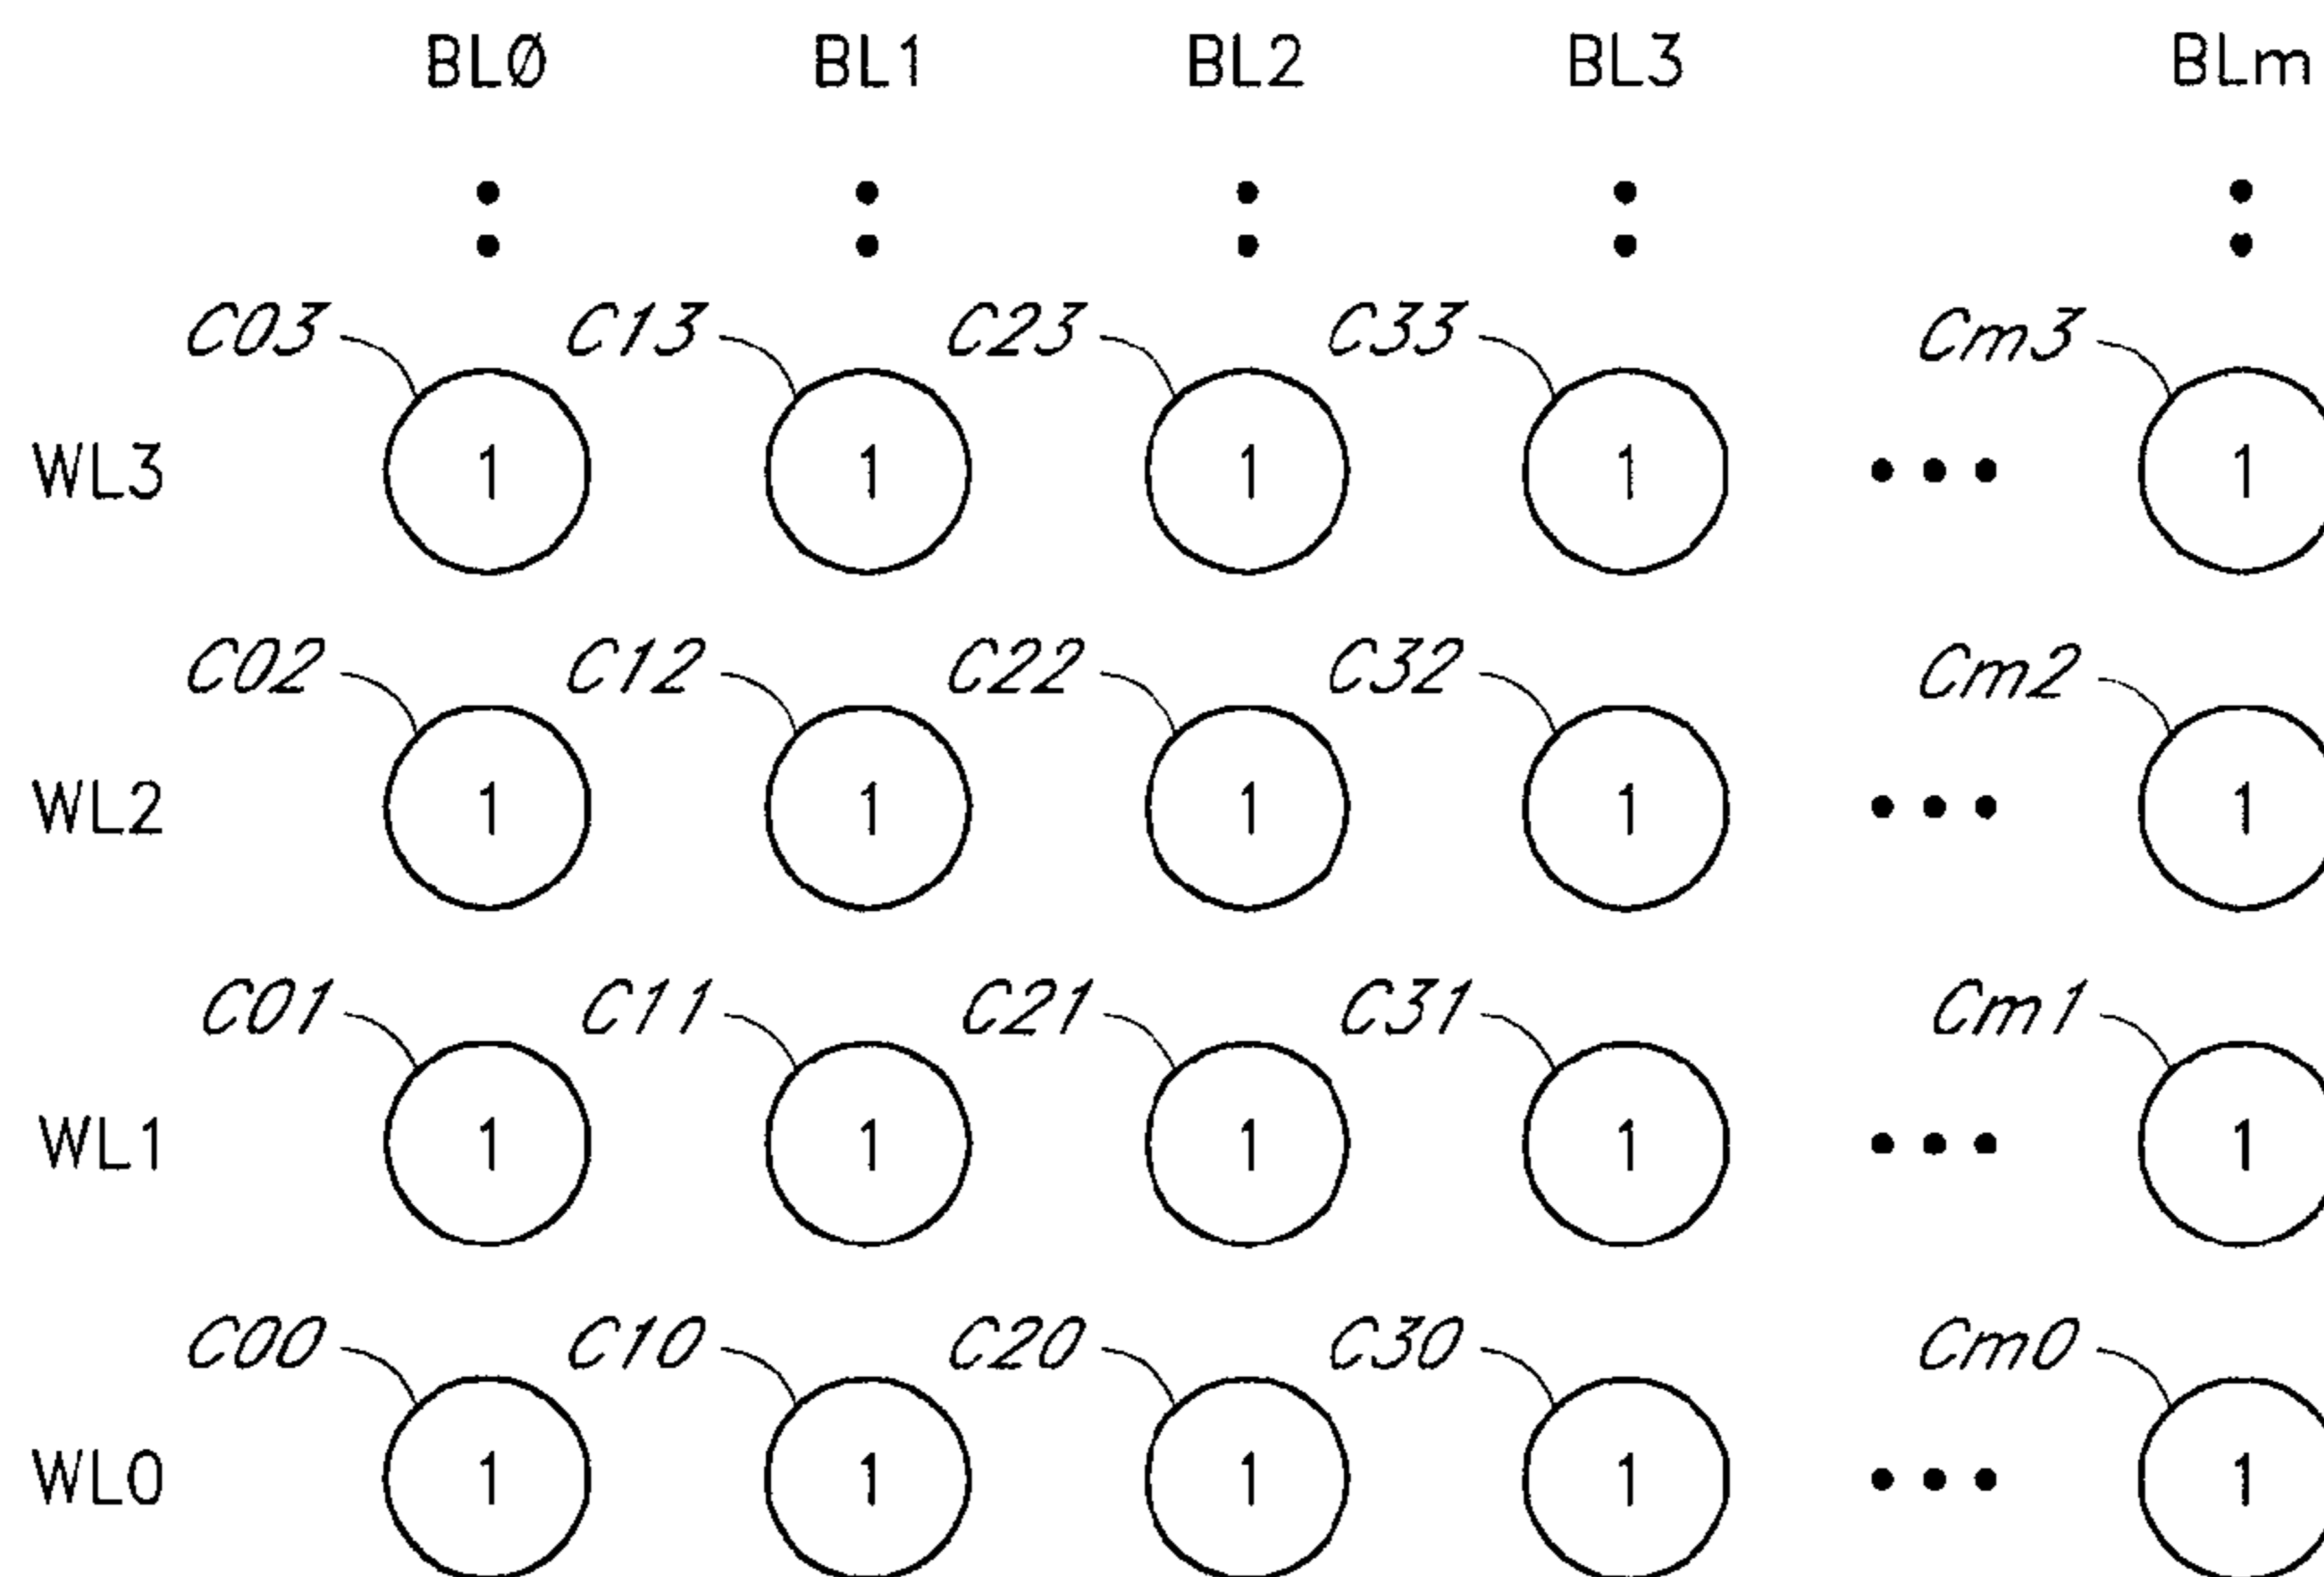 BLØ BL1 BL2 BL3 BLm
C03 C13 C23 C33 Cm3
WL3 1 1 1 1 1
C02 C12 C22 C32 Cm2
WL2 1 1 1 1 1
C01 C11 C21 C31 Cm1
WL1 1 1 1 1 1
C00 C10 C20 C30 Cm0
WL0 1 1 1 1 1